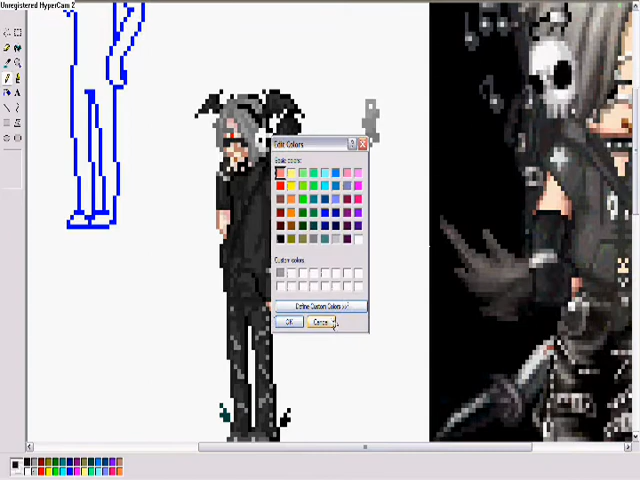 Unregistered HyperCam 2
Edit Colors
Basic colors:
Custom colors:
Define Custom Colors >>
OK
Cancel